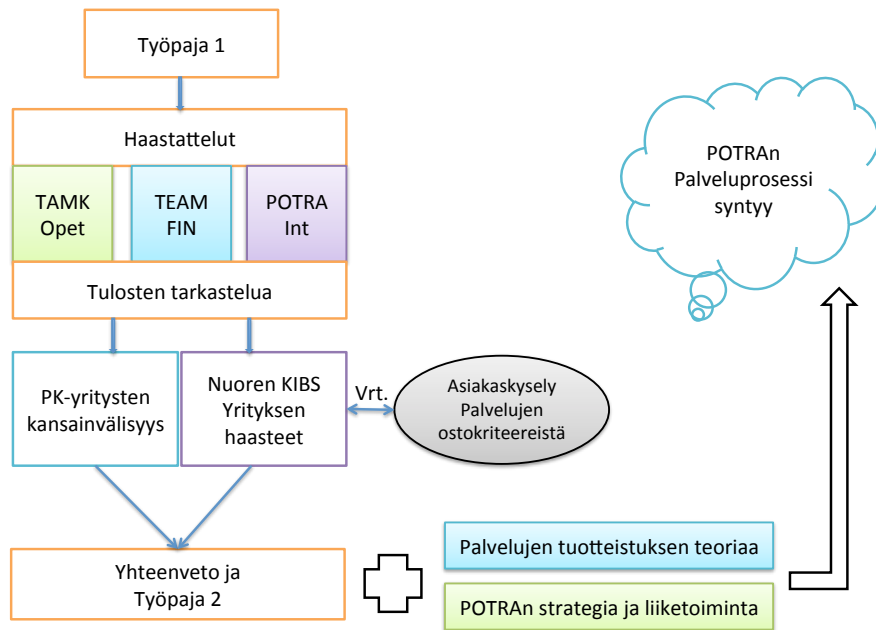 Työpaja 1
Haastattelut
TAMK
Opet
TEAM
FIN
POTRA
Int
Tulosten tarkastelua
PK-yritysten
kansainvälisyys
Nuoren KIBS
Yrityksen
haasteet
Vrt.
Asiakaskysely
Palvelujen
ostokriteereistä
Yhteenveto ja
Työpaja 2
Palvelujen tuotteistuksen teoriaa
POTRAn strategia ja liiketoiminta
POTRAn
Palveluprosessi
syntyy